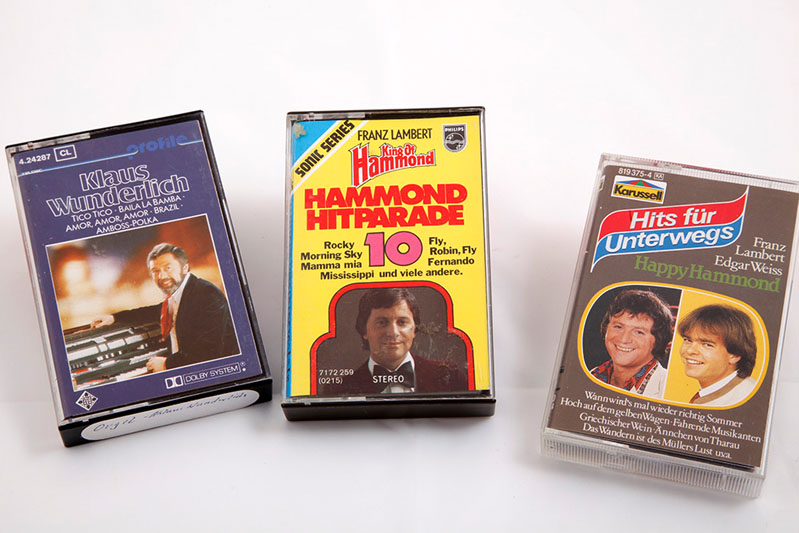 4.24287 CL
profile
Klaus
Wunderlich
TICO TICO · BAILA LA BAMBA ·
AMOR, AMOR, AMOR · BRAZIL ·
AMBOSS-POLKA
DOLBY SYSTEM
Orgel - Klaus Wunderlich
SONIC SERIES
FRANZ LAMBERT
PHILIPS
King Of
Hammond
HAMMOND
HITPARADE
10
Rocky
Morning Sky
Mamma mia
Fly,
Robin, Fly
Fernando
Mississippi und viele andere.
7172 259
(0215)
STEREO
819 375-4
Karussell
Hits für
Unterwegs
Franz
Lambert
Edgar Weiss
Happy Hammond
Wann wird's mal wieder richtig Sommer
Hoch auf dem gelben Wagen · Fahrende Musikanten
Griechischer Wein · Ännchen von Tharau
Das Wandern ist des Müllers Lust uva.